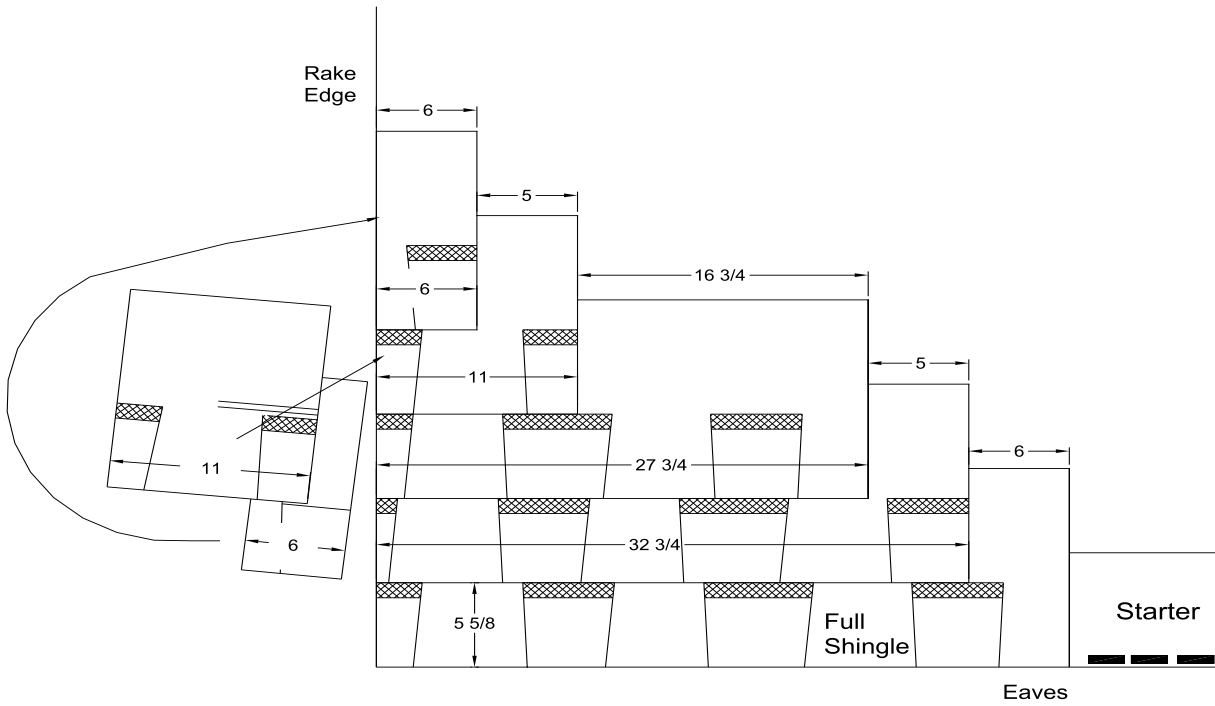 Rake
Edge
6
5
16 3/4
6
5
11
11
27 3/4
6
32 3/4
6
5 5/8
Full
Shingle
Starter
Eaves